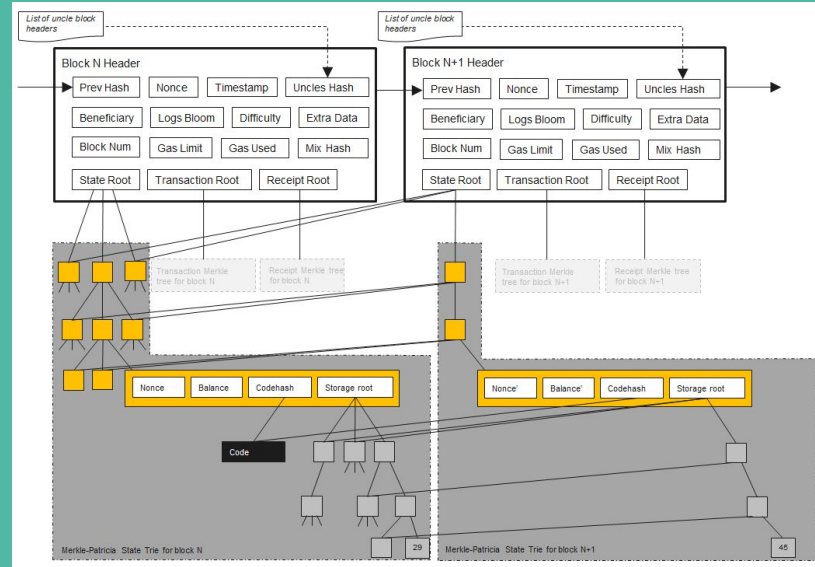 List of uncle block
headers
List of uncle block
headers
Block N Header
Prev Hash
Nonce
Timestamp
Uncles Hash
Beneficiary
Logs Bloom
Difficulty
Extra Data
Block Num
Gas Limit
Gas Used
Mix Hash
State Root
Transaction Root
Receipt Root
Block N+1 Header
Prev Hash
Nonce
Timestamp
Uncles Hash
Beneficiary
Logs Bloom
Difficulty
Extra Data
Block Num
Gas Limit
Gas Used
Mix Hash
State Root
Transaction Root
Receipt Root
Transaction Merkle
tree for block N
Receipt Merkle tree
for block N
Transaction Merkle
tree for block N+1
Receipt Merkle tree
for block N+1
Nonce
Balance
Codehash
Storage root
Nonce'
Balance'
Codehash
Storage root
Code
29
Merkle-Patricia State Trie for block N
45
Merkle-Patricia State Trie for block N+1